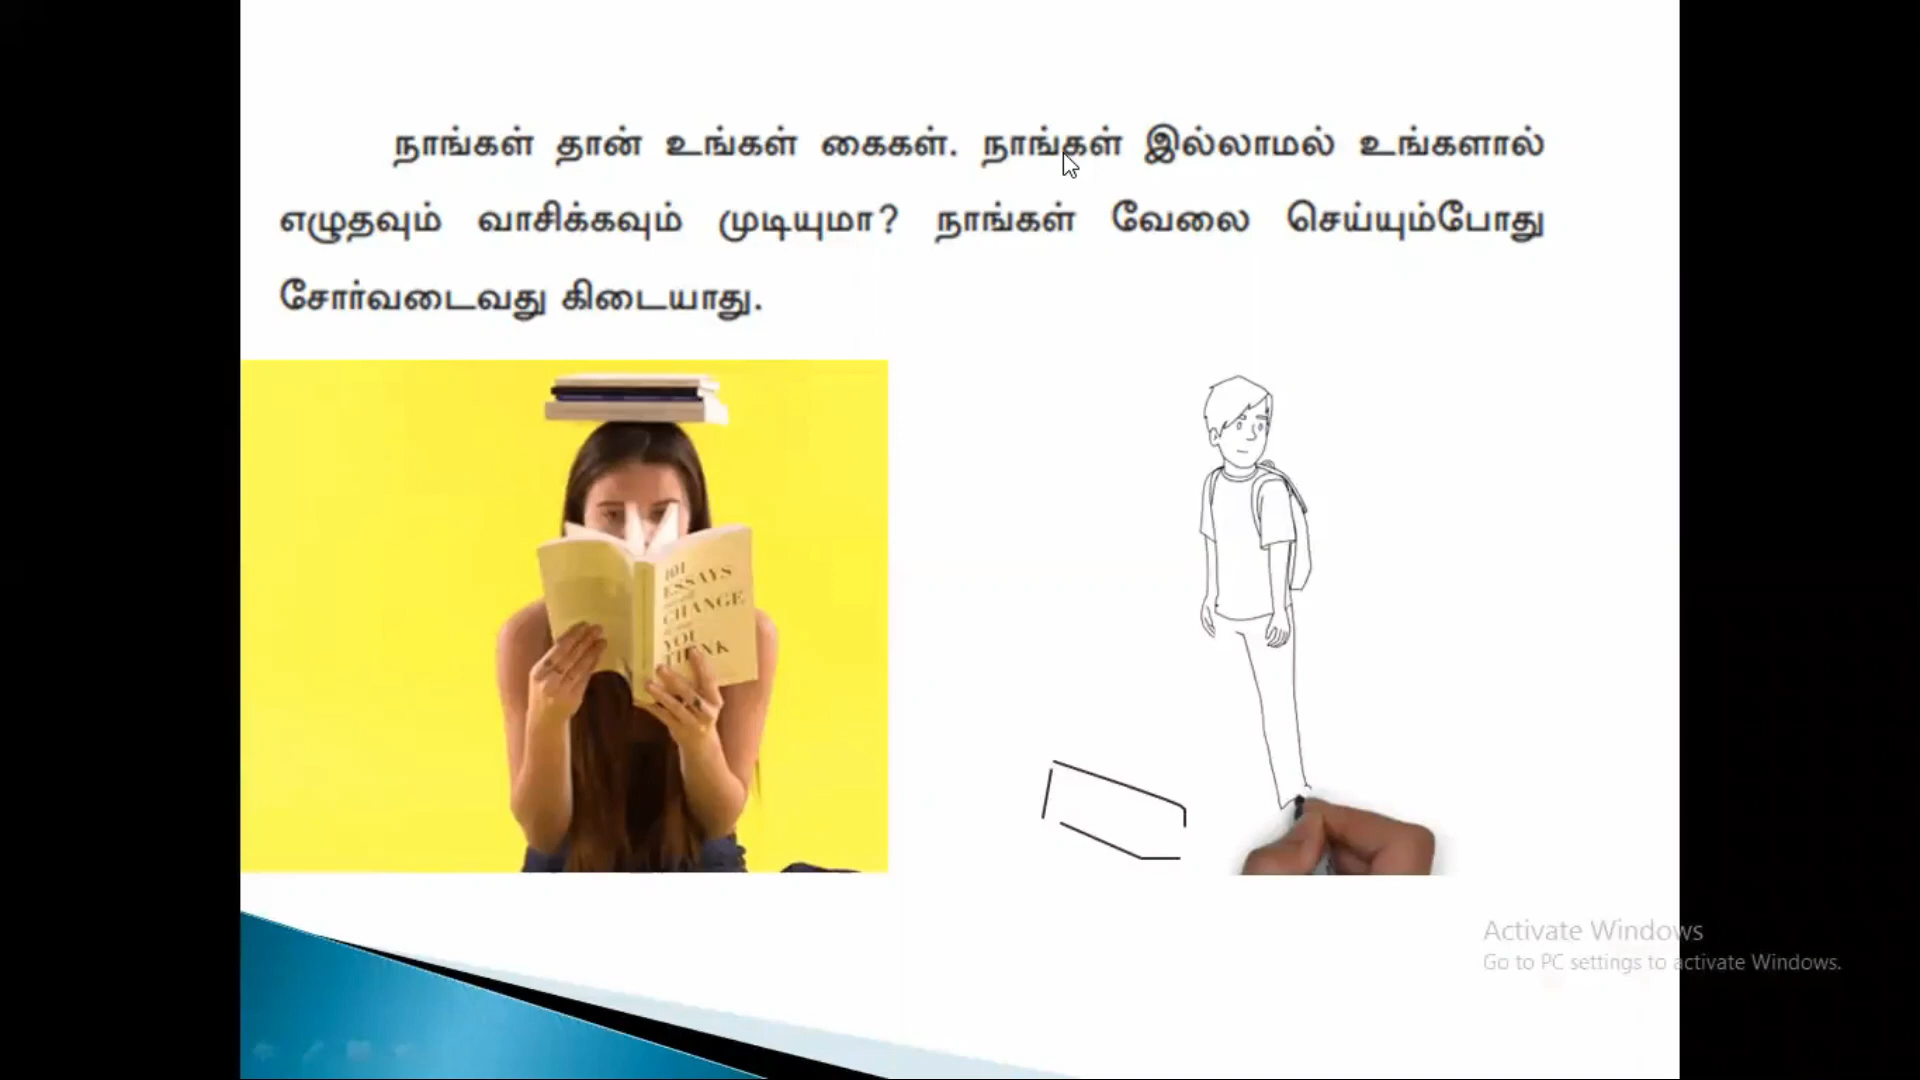 நாங்கள் தான் உங்கள் கைகள். நாங்கள் இல்லாமல் உங்களால்
எழுதவும் வாசிக்கவும் முடியுமா? நாங்கள் வேலை செய்யும்போது
சோர்வடைவது கிடையாது.
101
ESSAYS
CHANGE
YOU
THINK
Activate Windows
Go to PC settings to activate Windows.